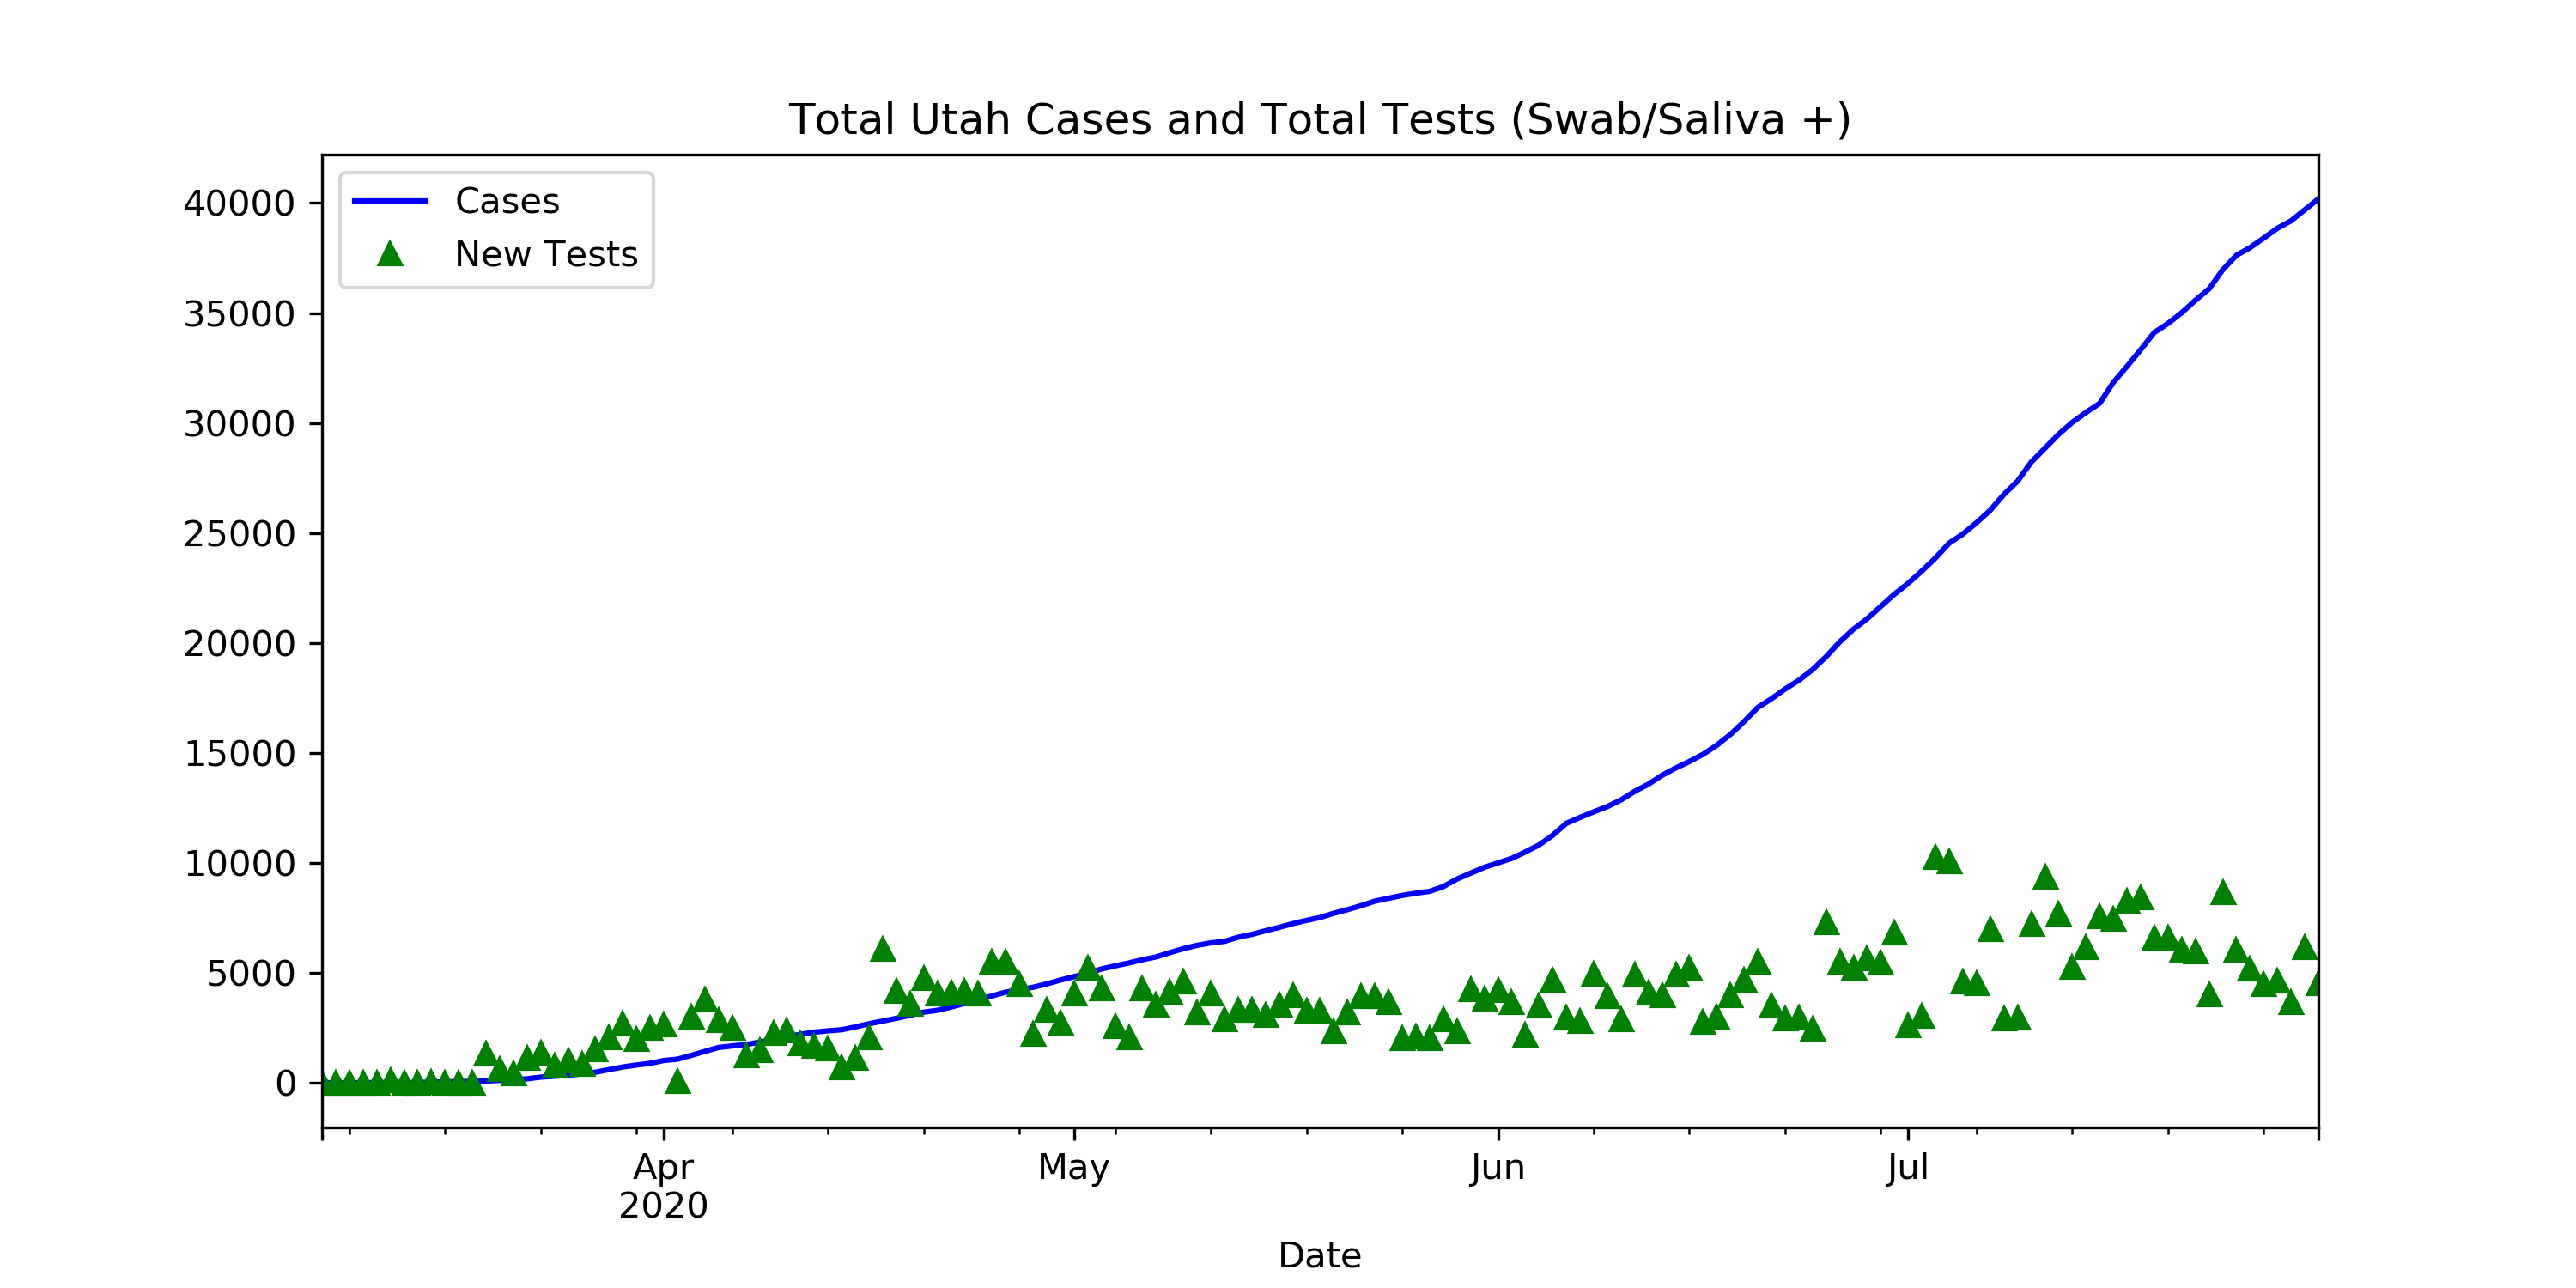 Total Utah Cases and Total Tests (Swab/Saliva +)
Cases
New Tests
40000
35000
30000
25000
20000
15000
10000
5000
0
Apr
2020
May
Jun
Jul
Date